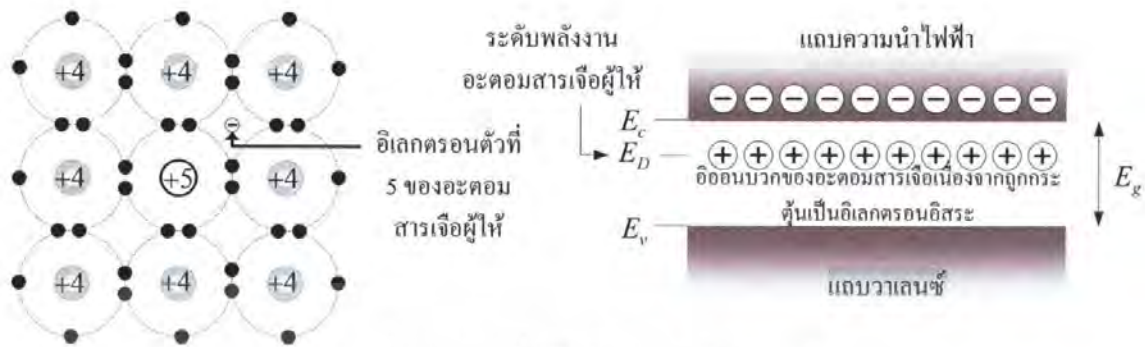 +4 +4 +4
+4 +5 +4
+4 +4 +4
อิเลกตรอนตัวที่
5 ของอะตอม
สารเจือผู้ให้
ระดับพลังงาน
อะตอมสารเจือผู้ให้
แถบความนำไฟฟ้า
E_c
E_D
E_v
E_g
อิออนบวกของอะตอมสารเจือเนื่องจากถูกกระ
ตุ้นเป็นอิเลกตรอนอิสระ
แถบวาเลนซ์